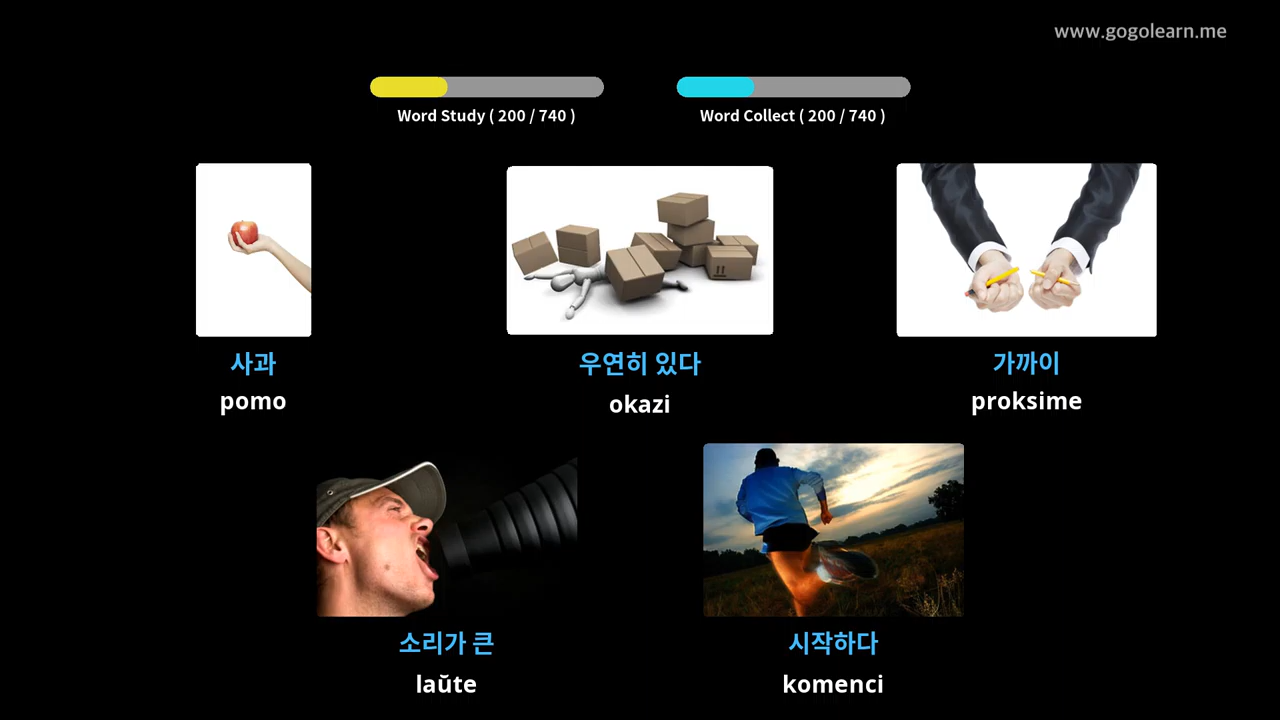 www.gogolearn.me
Word Study ( 200 / 740 )
Word Collect ( 200 / 740 )
사과
pomo
우연히 있다
okazi
가까이
proksime
소리가 큰
laŭte
시작하다
komenci